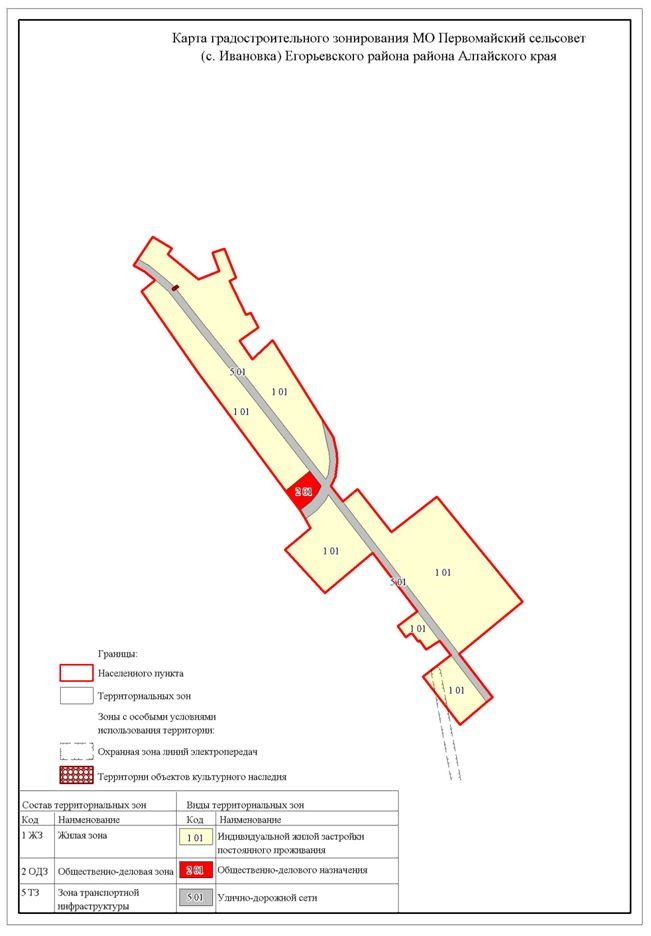 Карта градостроительного зонирования МО Первомайский сельсовет
(с. Ивановка) Егорьевского района района Алтайского края
5 01
1 01
1 01
2 01
1 01
1 01
5 01
1 01
1 01
Границы:
Населенного пункта
Территориальных зон
Зоны с особыми условиями
использования территории:
Охранная зона линий электропередач
Территории объектов культурного наследия
Состав территориальных зон
Виды территориальных зон
Код Наименование Код Наименование
1 ЖЗ Жилая зона 1 01 Индивидуальной жилой застройки
постоянного проживания
2 ОДЗ Общественно-деловая зона 2 01 Общественно-делового назначения
5 ТЗ Зона транспортной
инфраструктуры 5 01 Улично-дорожной сети